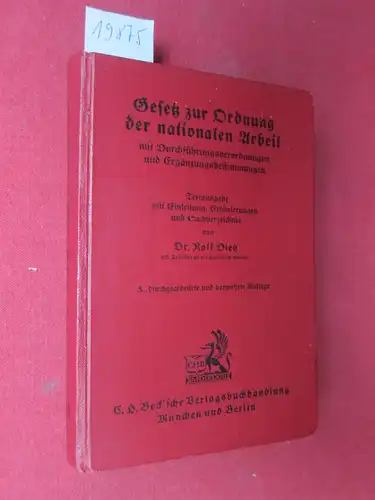 19875
Gesetz zur Ordnung
der nationalen Arbeit
mit Durchführungsverordnungen
und Ergänzungsbestimmungen
Textausgabe
mit Einleitung, Erläuterungen
und Sachverzeichnis
von
Dr. Rolf Dietz
durchgearbeitete und vermehrte Auflage
C. H. Beck'sche Verlagsbuchhandlung
München und Berlin